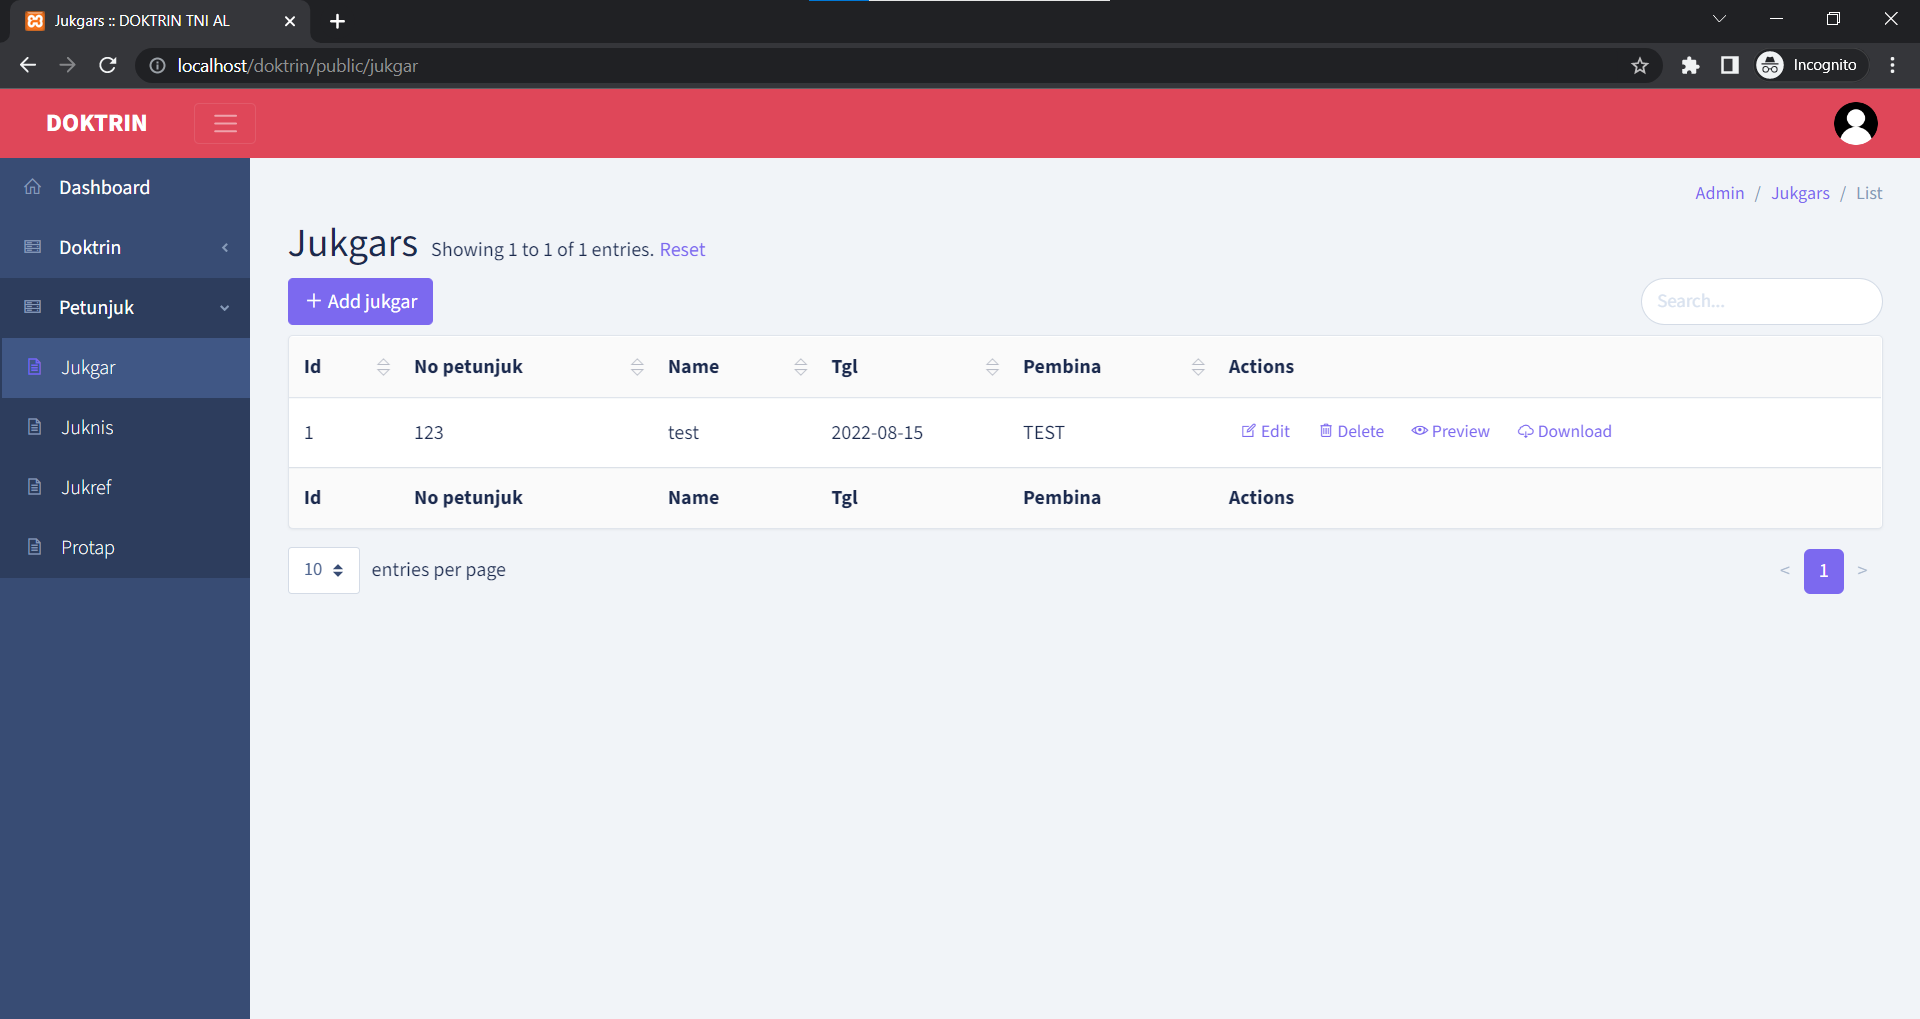 Jukgars :: DOKTRIN TNI AL
localhost/doktrin/public/jukgar
Incognito
DOKTRIN
Dashboard
Doktrin
Petunjuk
Jukgar
Juknis
Jukref
Protap
Admin / Jukgars / List
Jukgars Showing 1 to 1 of 1 entries. Reset
+ Add jukgar
Search...
Id No petunjuk Name Tgl Pembina Actions
1 123 test 2022-08-15 TEST Edit Delete Preview Download
Id No petunjuk Name Tgl Pembina Actions
10 entries per page
< 1 >